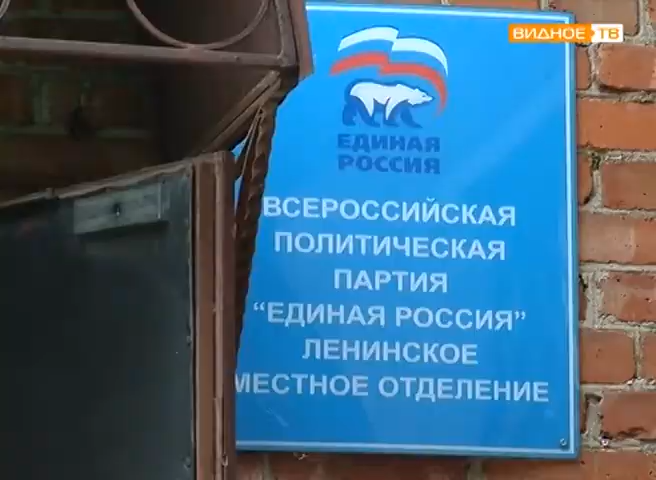 ВИДНОЕ ТВ
ЕДИНАЯ
РОССИЯ
ВСЕРОССИЙСКАЯ
ПОЛИТИЧЕСКАЯ
ПАРТИЯ
“ЕДИНАЯ РОССИЯ”
ЛЕНИНСКОЕ
МЕСТНОЕ ОТДЕЛЕНИЕ